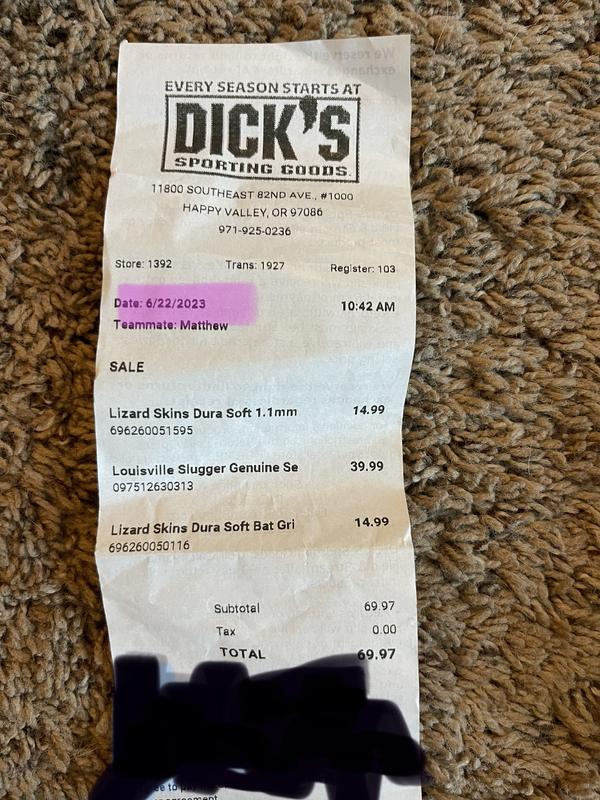 EVERY SEASON STARTS AT
DICK'S
SPORTING GOODS.
11800 SOUTHEAST 82ND AVE., #1000
HAPPY VALLEY, OR 97086
971-925-0236
Store: 1392 Trans: 1927 Register: 103
Date: 6/22/2023 10:42 AM
Teammate: Matthew
SALE
Lizard Skins Dura Soft 1.1mm 14.99
696260051595
Louisville Slugger Genuine Se 39.99
097512630313
Lizard Skins Dura Soft Bat Gri 14.99
696260050116
Subtotal 69.97
Tax 0.00
TOTAL 69.97